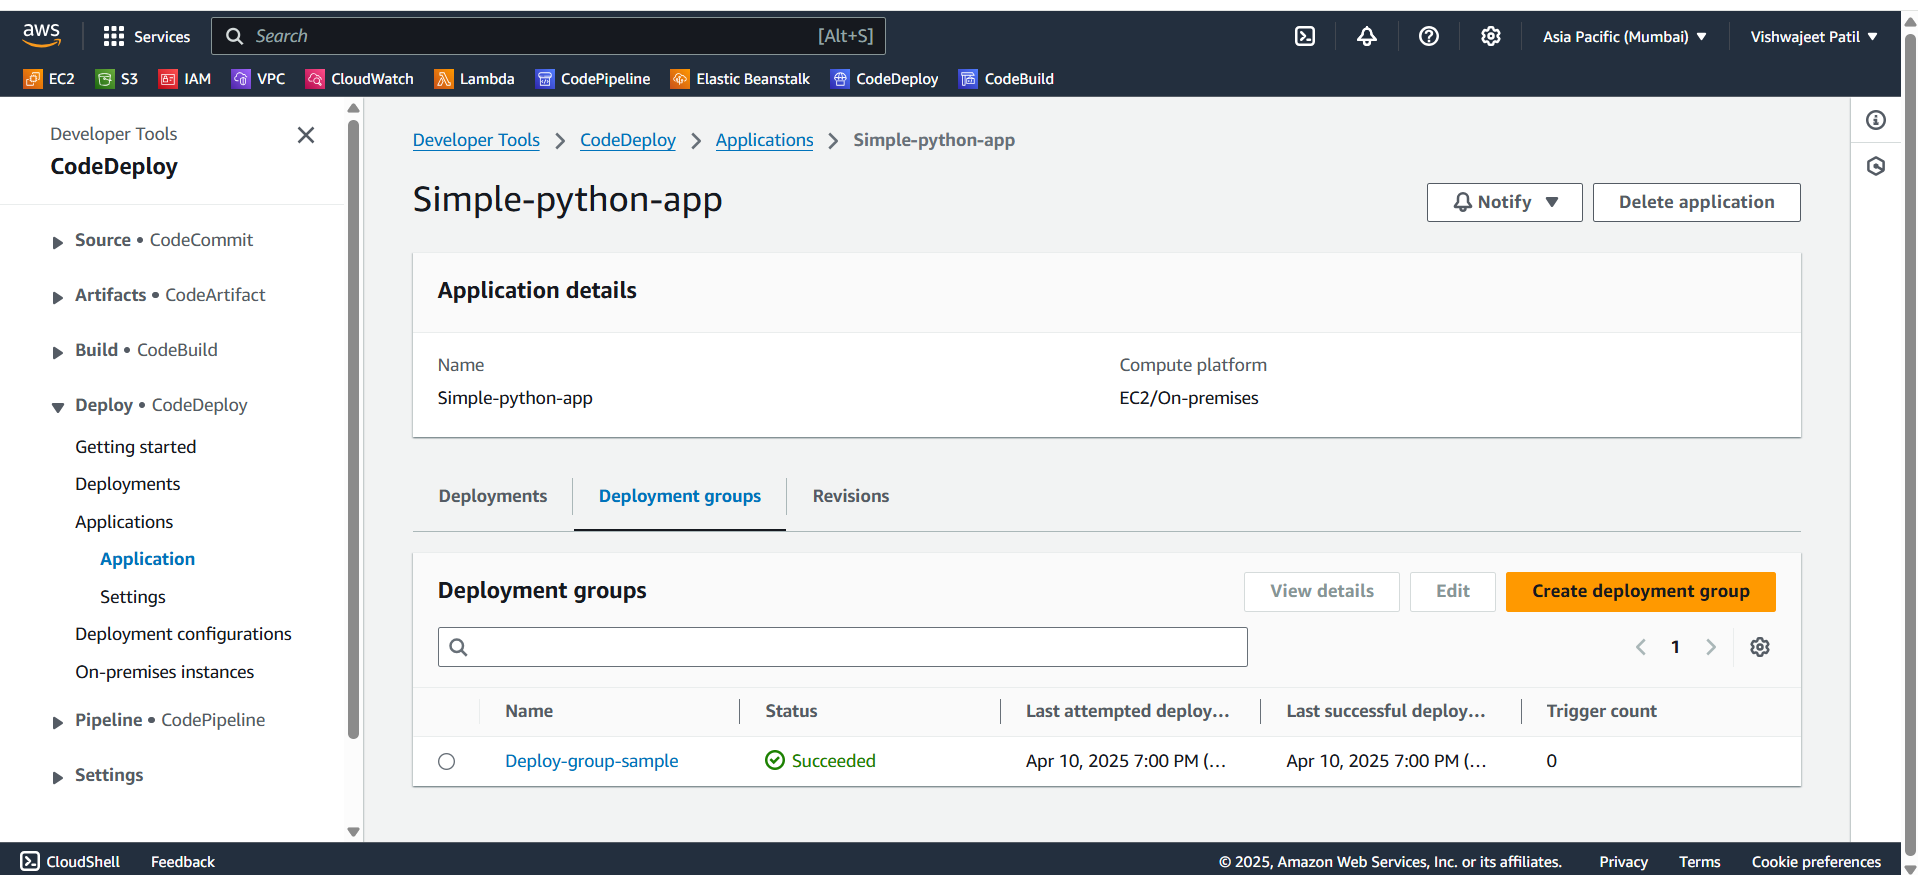 aws Services Search [Alt+S] Asia Pacific (Mumbai) Vishwajeet Patil
EC2 S3 IAM VPC CloudWatch Lambda CodePipeline Elastic Beanstalk CodeDeploy CodeBuild
Developer Tools
CodeDeploy
Source • CodeCommit
Artifacts • CodeArtifact
Build • CodeBuild
Deploy • CodeDeploy
Getting started
Deployments
Applications
Application
Settings
Deployment configurations
On-premises instances
Pipeline • CodePipeline
Settings
Developer Tools CodeDeploy Applications Simple-python-app
Simple-python-app
Notify Delete application
Application details
Name
Simple-python-app
Compute platform
EC2/On-premises
Deployments Deployment groups Revisions
Deployment groups
View details Edit Create deployment group
1
Name Status Last attempted deploy... Last successful deploy... Trigger count
Deploy-group-sample Succeeded Apr 10, 2025 7:00 PM (... Apr 10, 2025 7:00 PM (... 0
CloudShell Feedback © 2025, Amazon Web Services, Inc. or its affiliates. Privacy Terms Cookie preferences